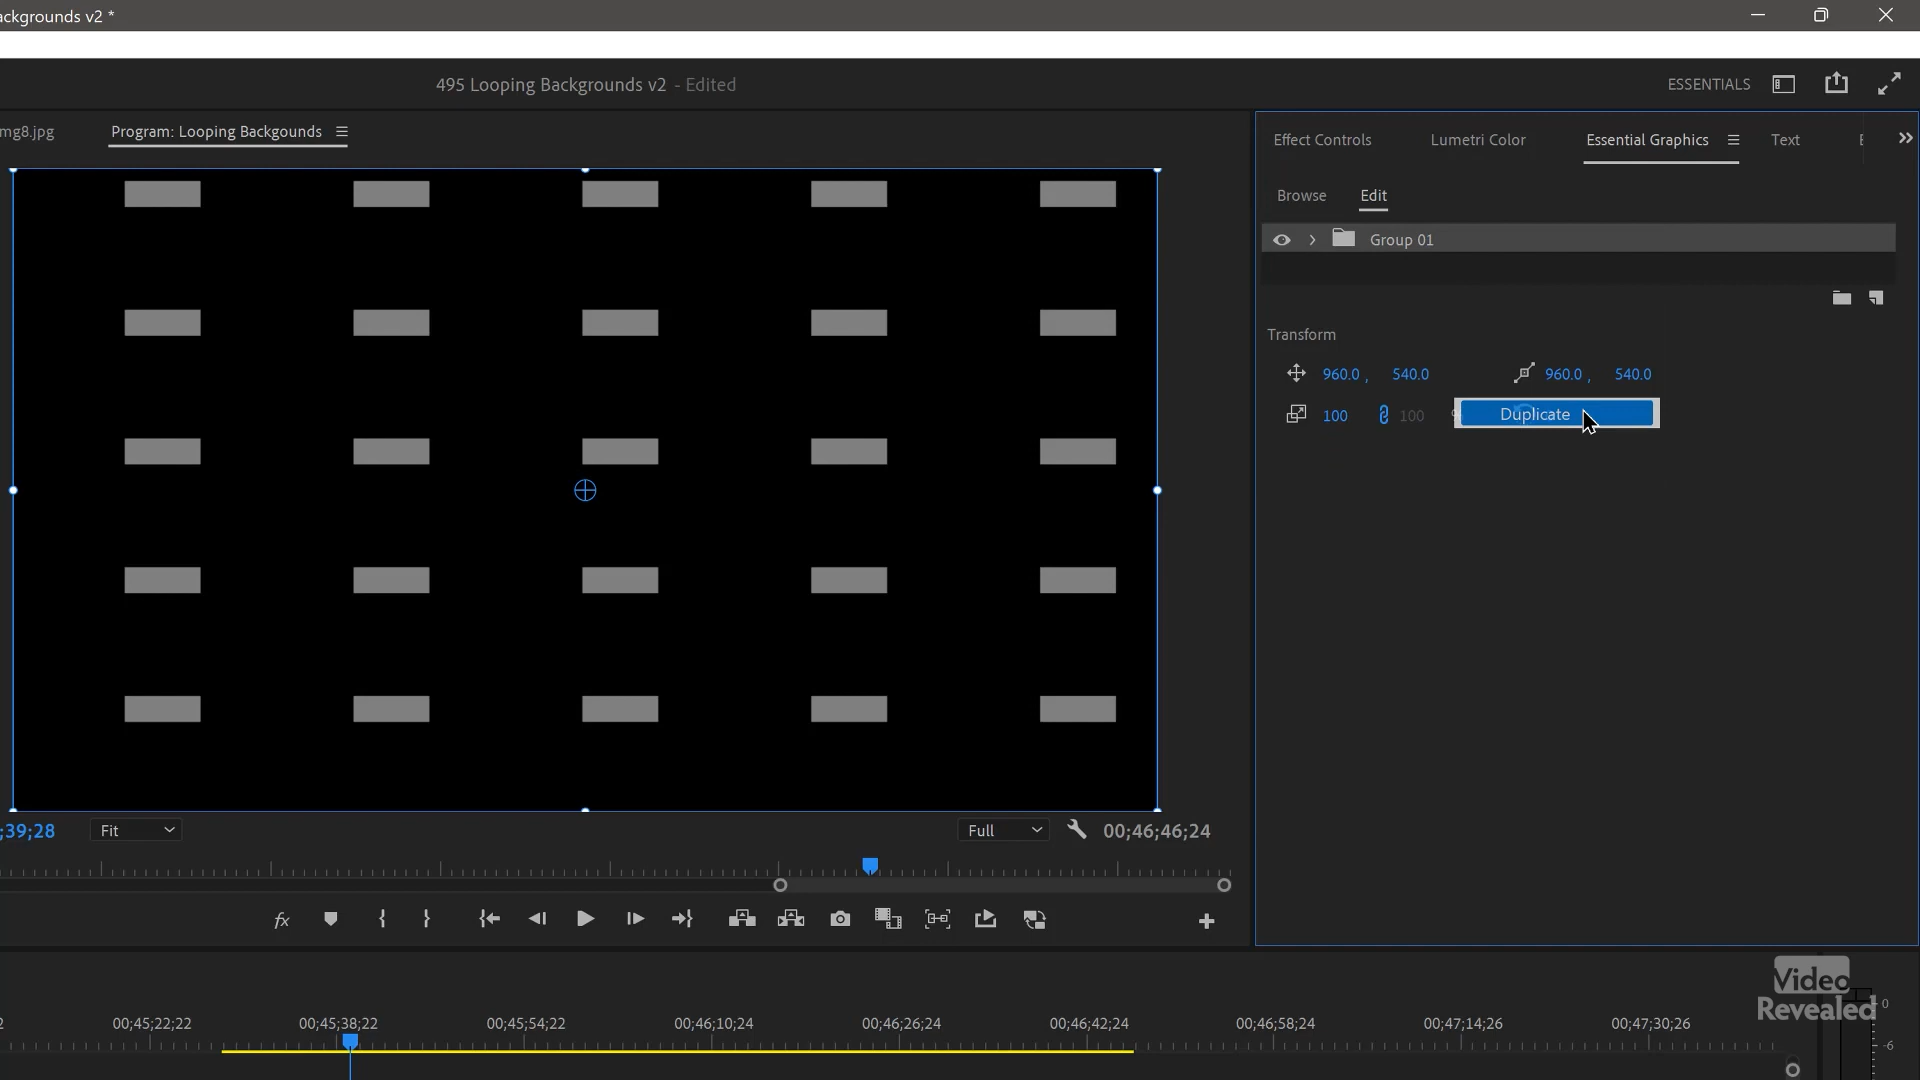 ackgrounds v2 *
495 Looping Backgrounds v2 - Edited
ESSENTIALS
mg8.jpg
Program: Looping Backgounds
Effect Controls
Lumetri Color
Essential Graphics
Text
Browse
Edit
Group 01
Transform
960.0 , 540.0
960.0 , 540.0
100
100
Duplicate
;39;28
Fit
Full
00;46;46;24
fx
00;45;22;22
00;45;38;22
00;45;54;22
00;46;10;24
00;46;26;24
00;46;42;24
00;46;58;24
00;47;14;26
00;47;30;26
Video
Revealed
0
-6